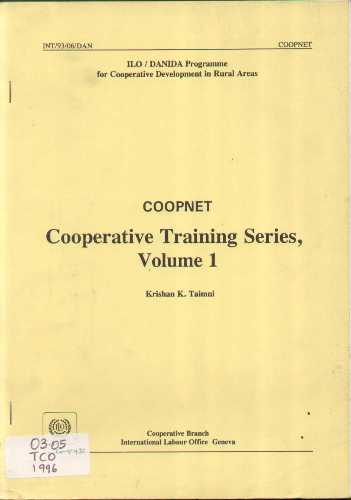 INT/93/06/DAN COOPNET
ILO / DANIDA Programme
for Cooperative Development in Rural Areas
COOPNET
Cooperative Training Series,
Volume 1
Krishan K. Taimni
03.05
TCO
1996
Cooperative Branch
International Labour Office Geneva